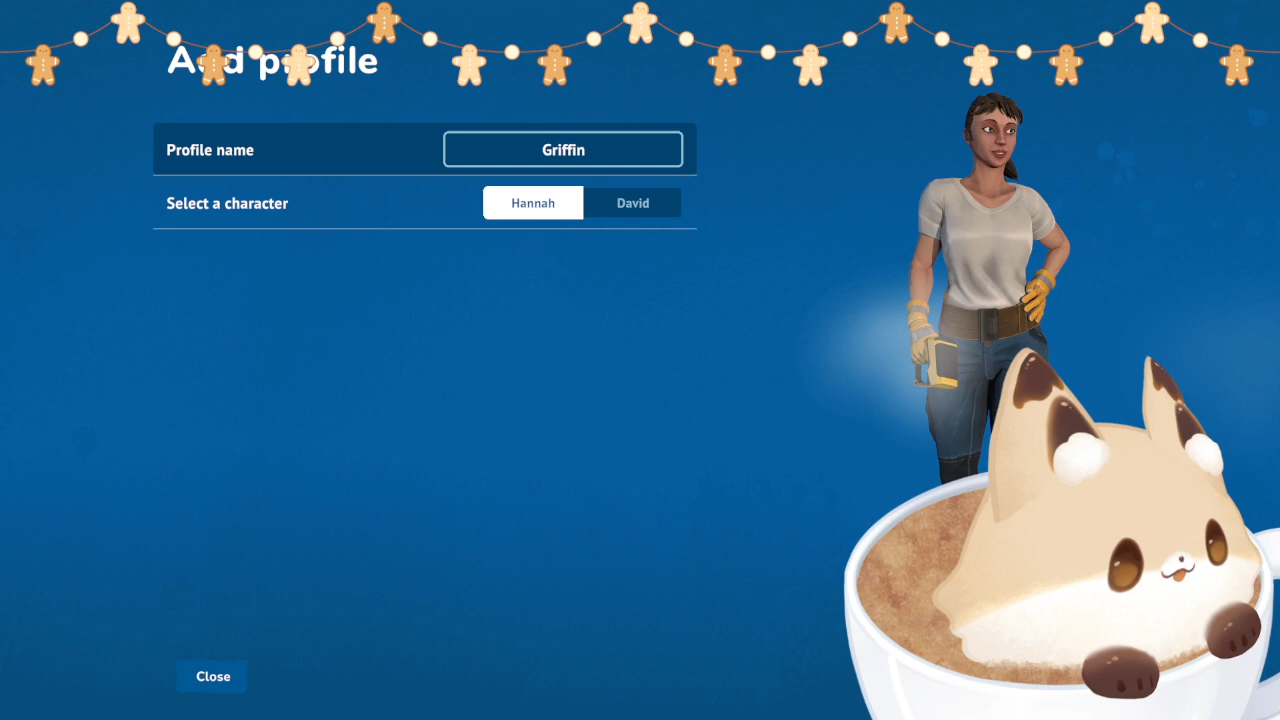 Add profile
Profile name
Griffin
Select a character
Hannah
David
Close